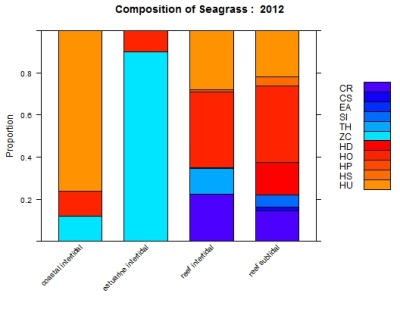 Composition of Seagrass : 2012
Proportion
0.8
0.6
0.4
0.2
coastal intertidal
estuarine intertidal
reef intertidal
reef subtidal
CR
CS
EA
SI
TH
ZC
HD
HO
HP
HS
HU